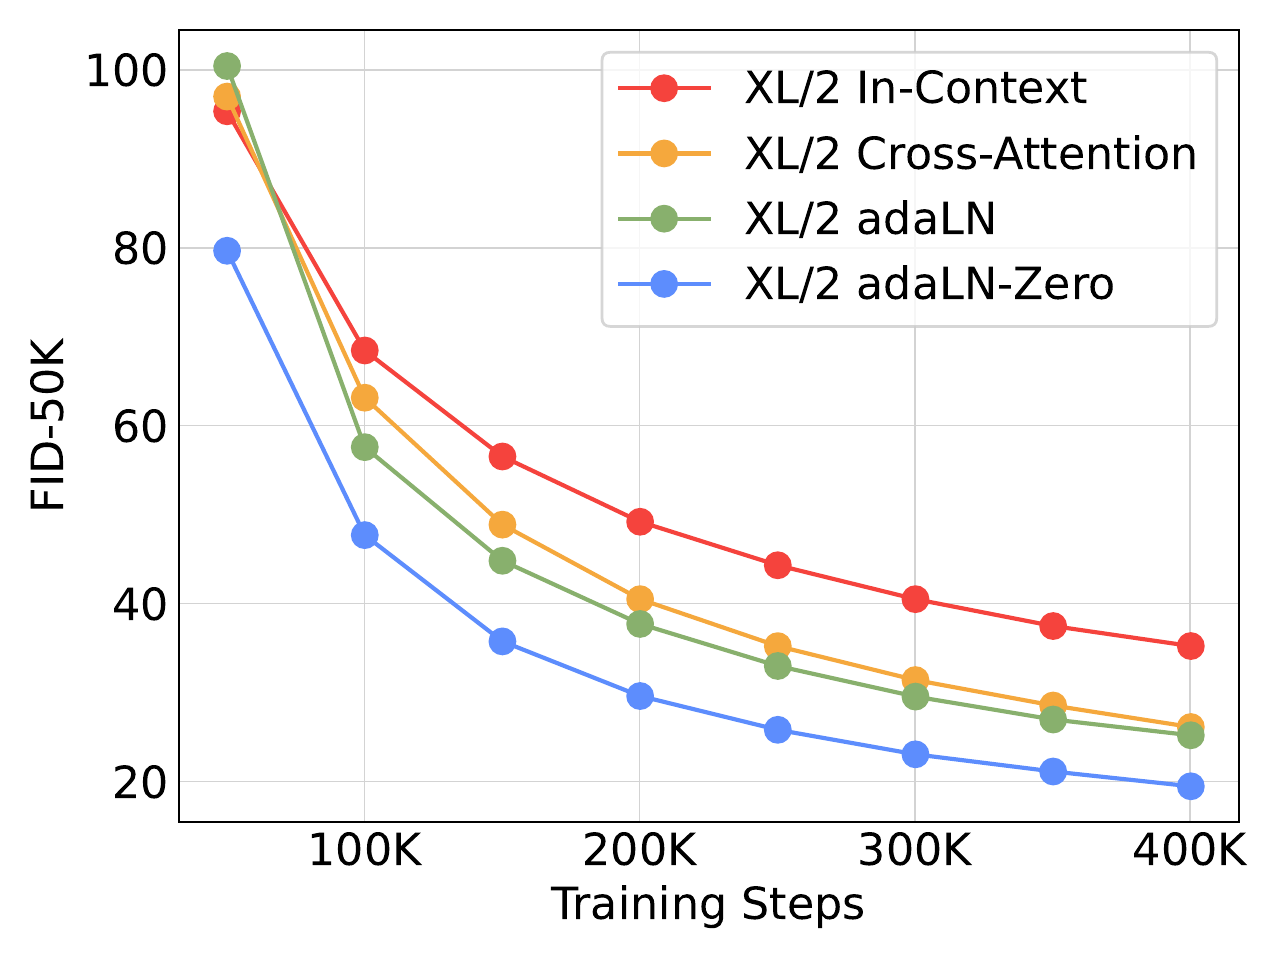 100
80
60
40
20
FID-50K
XL/2 In-Context
XL/2 Cross-Attention
XL/2 adaLN
XL/2 adaLN-Zero
100K 200K 300K 400K
Training Steps